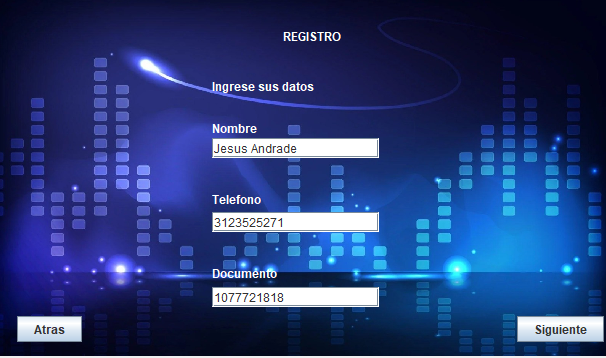 REGISTRO
Ingrese sus datos
Nombre
Jesus Andrade
Telefono
3123525271
Documento
1077721818
Atras
Siguiente